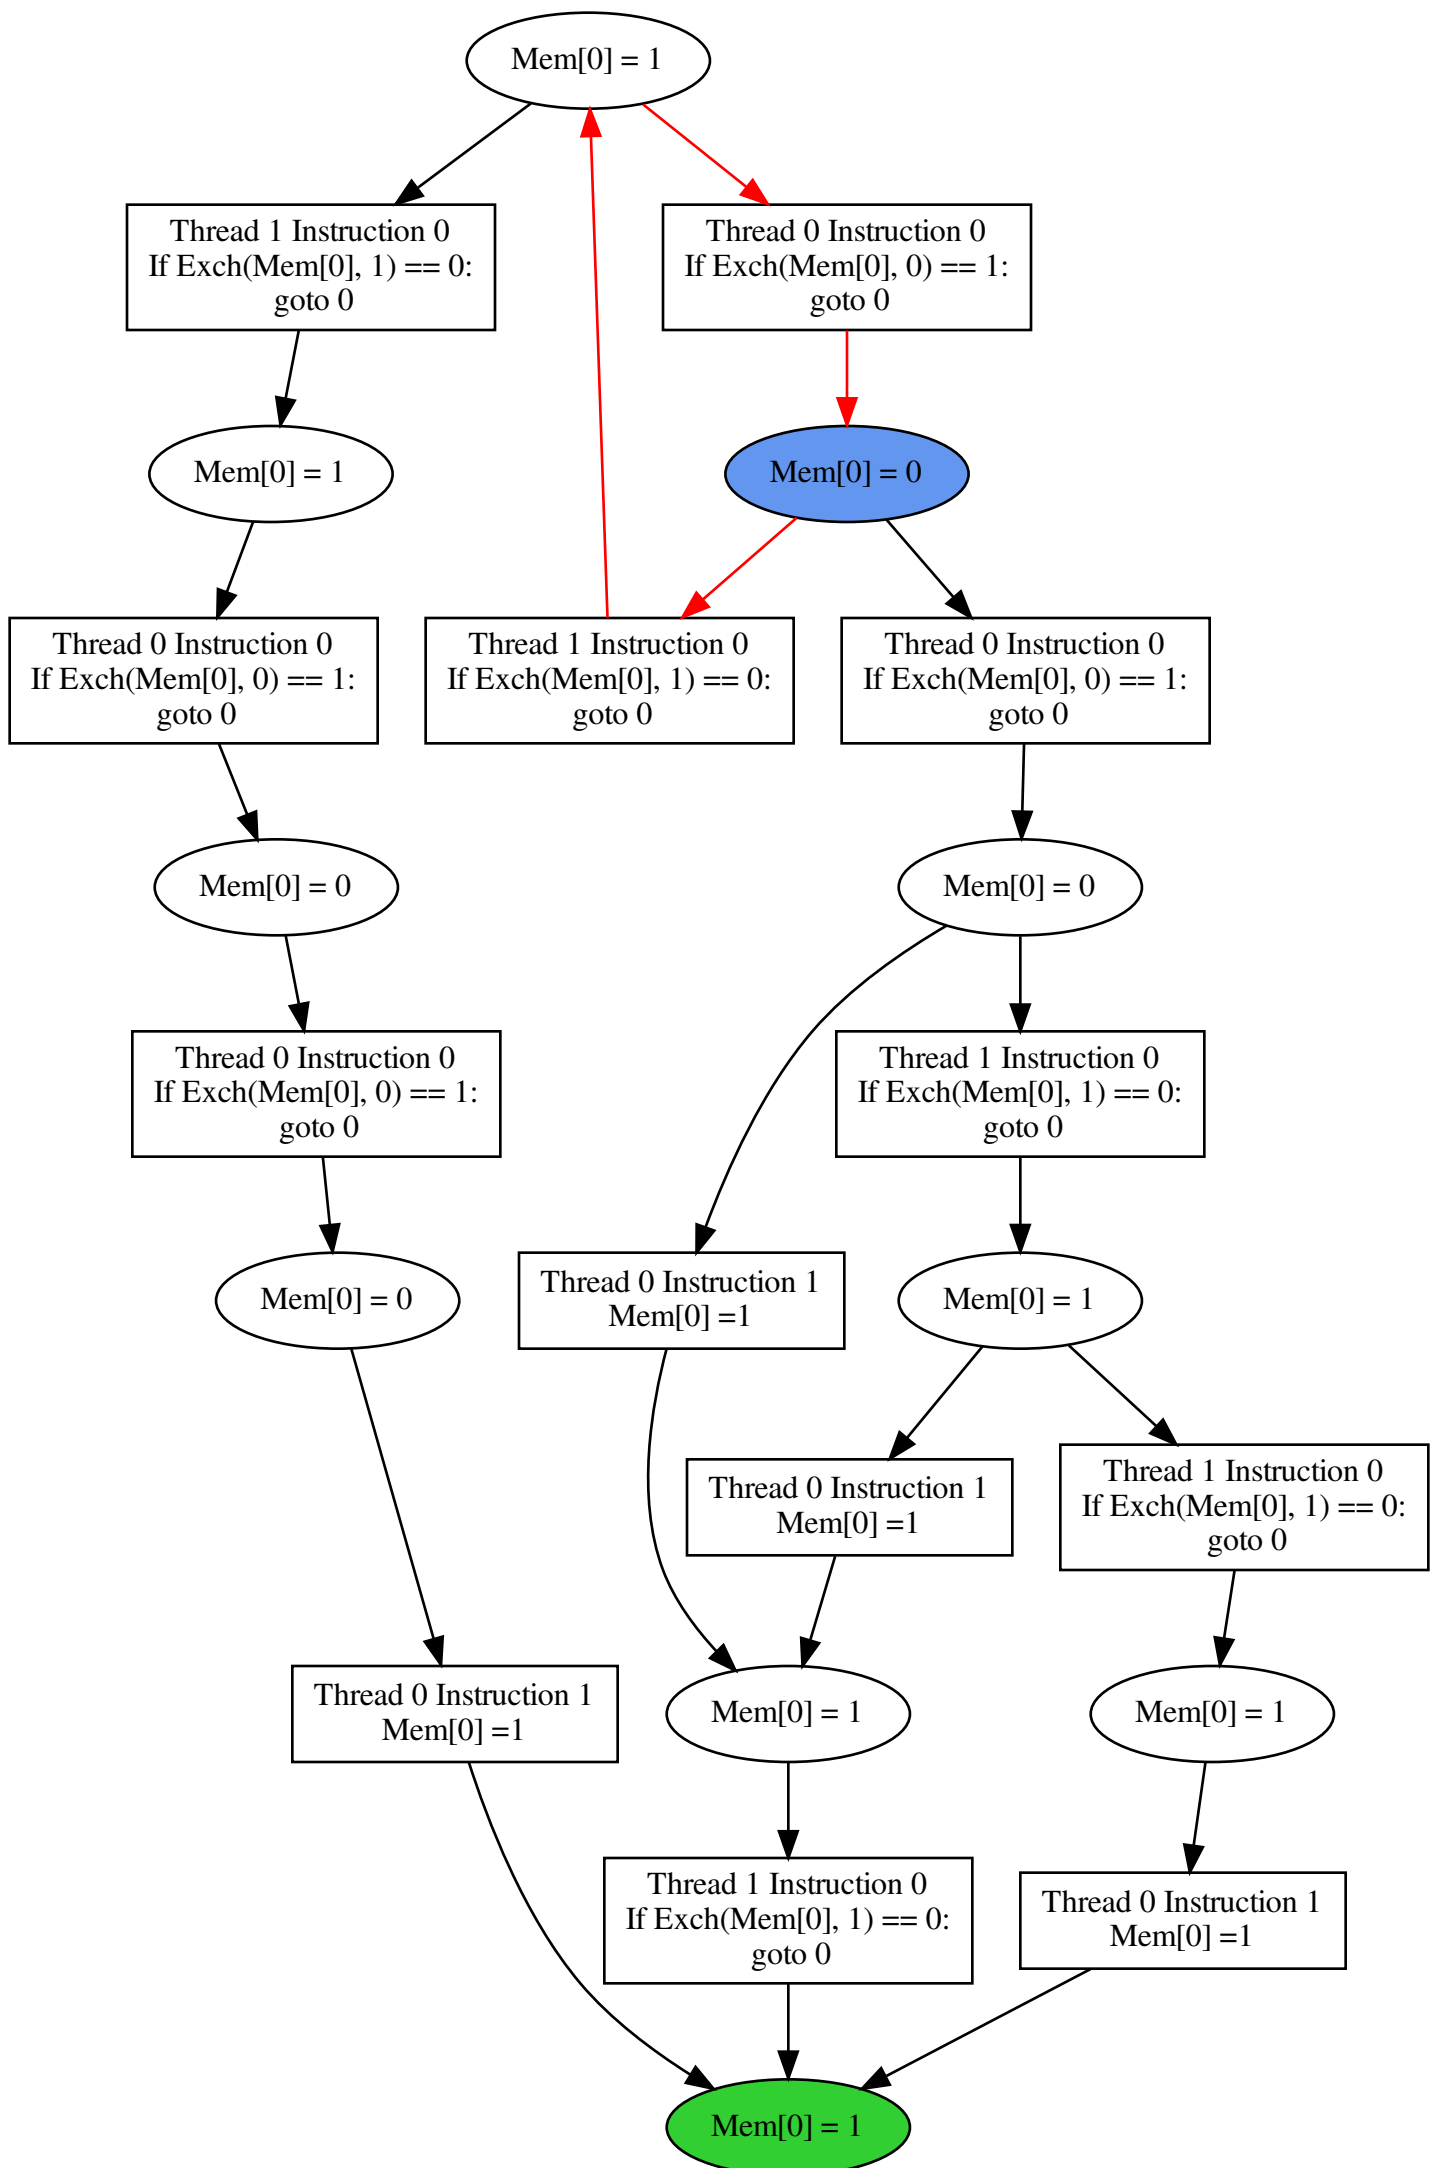 Mem[0] = 1
Thread 1 Instruction 0
If Exch(Mem[0], 1) == 0:
goto 0
Thread 0 Instruction 0
If Exch(Mem[0], 0) == 1:
goto 0
Mem[0] = 1
Mem[0] = 0
Thread 0 Instruction 0
If Exch(Mem[0], 0) == 1:
goto 0
Thread 1 Instruction 0
If Exch(Mem[0], 1) == 0:
goto 0
Thread 0 Instruction 0
If Exch(Mem[0], 0) == 1:
goto 0
Mem[0] = 0
Mem[0] = 0
Thread 0 Instruction 0
If Exch(Mem[0], 0) == 1:
goto 0
Thread 1 Instruction 0
If Exch(Mem[0], 1) == 0:
goto 0
Mem[0] = 0
Thread 0 Instruction 1
Mem[0] =1
Mem[0] = 1
Thread 0 Instruction 1
Mem[0] =1
Thread 1 Instruction 0
If Exch(Mem[0], 1) == 0:
goto 0
Thread 0 Instruction 1
Mem[0] =1
Mem[0] = 1
Mem[0] = 1
Thread 1 Instruction 0
If Exch(Mem[0], 1) == 0:
goto 0
Thread 0 Instruction 1
Mem[0] =1
Mem[0] = 1